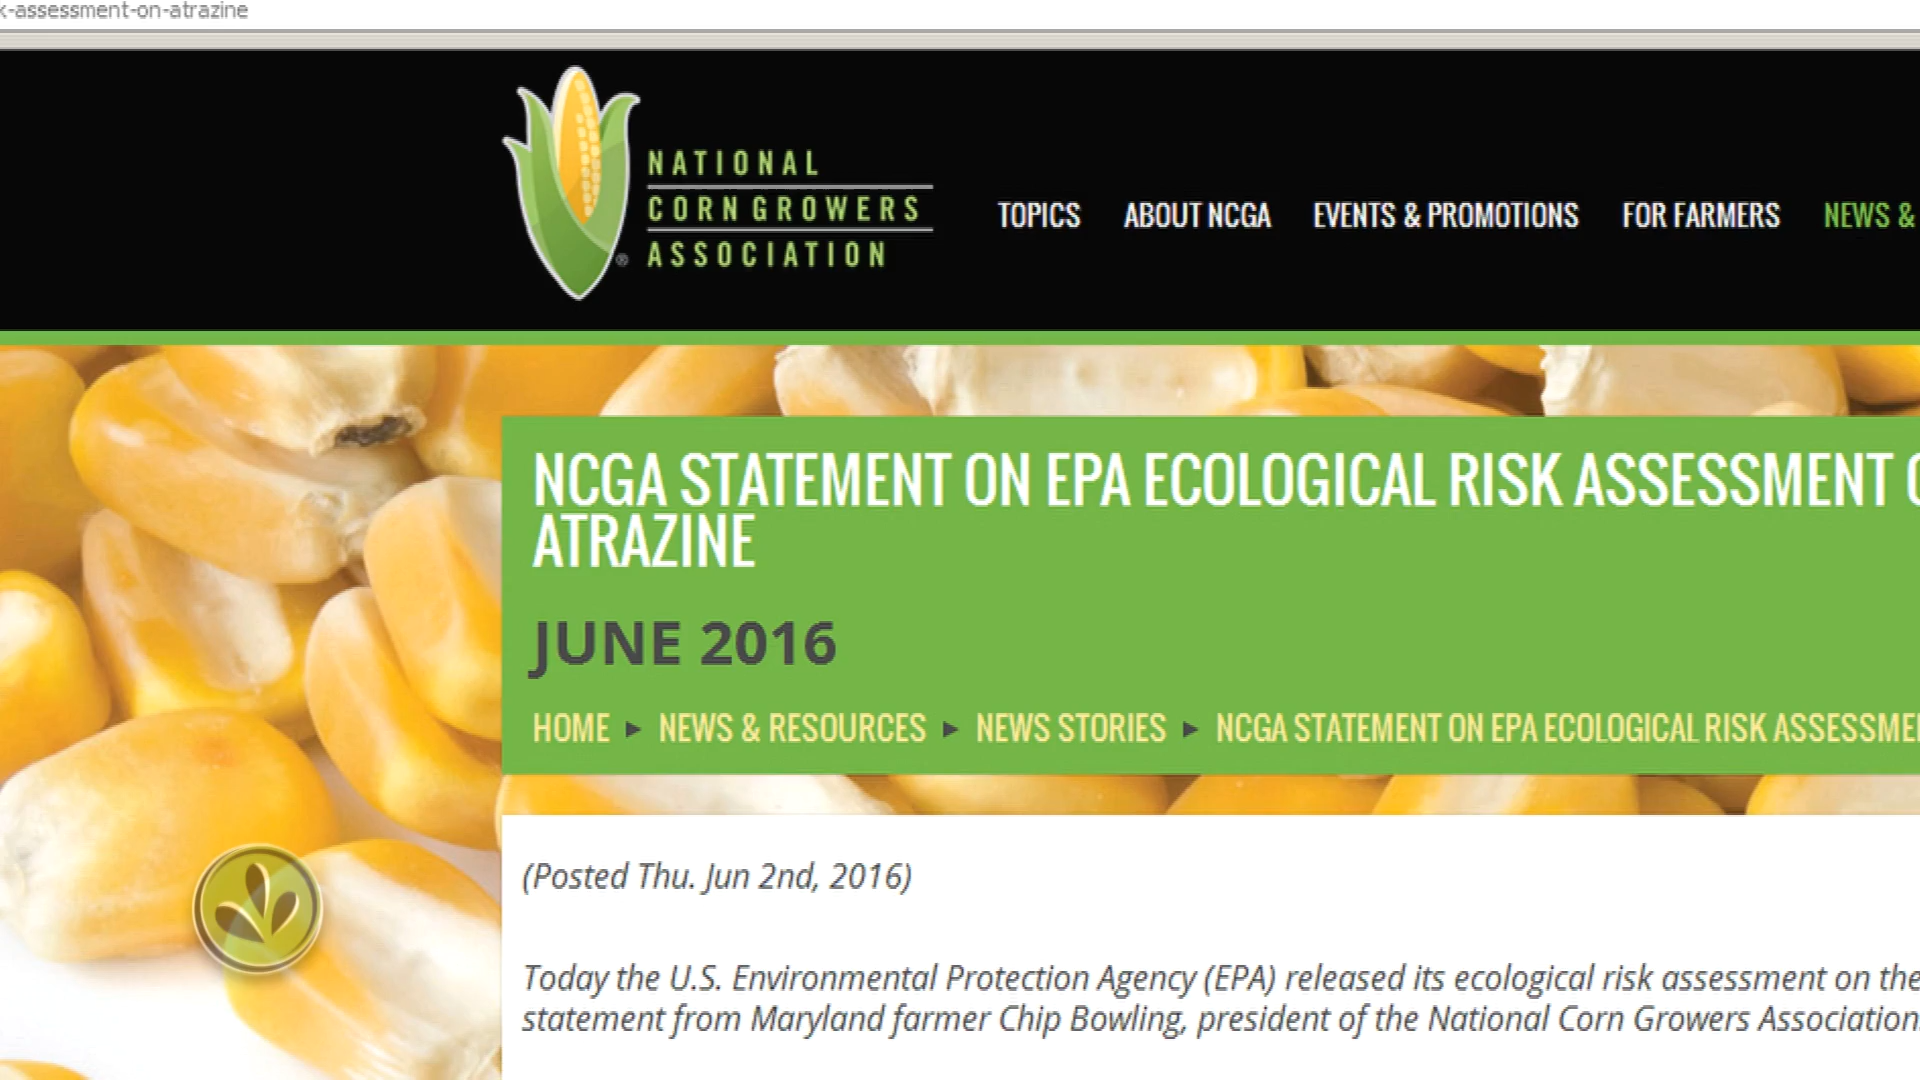 k-assessment-on-atrazine
NATIONAL
CORN GROWERS
ASSOCIATION
®
TOPICS ABOUT NCGA EVENTS & PROMOTIONS FOR FARMERS NEWS &
NCGA STATEMENT ON EPA ECOLOGICAL RISK ASSESSMENT
ATRAZINE
JUNE 2016
HOME ▸ NEWS & RESOURCES ▸ NEWS STORIES ▸ NCGA STATEMENT ON EPA ECOLOGICAL RISK ASSESSME
(Posted Thu. Jun 2nd, 2016)
Today the U.S. Environmental Protection Agency (EPA) released its ecological risk assessment on the
statement from Maryland farmer Chip Bowling, president of the National Corn Growers Association